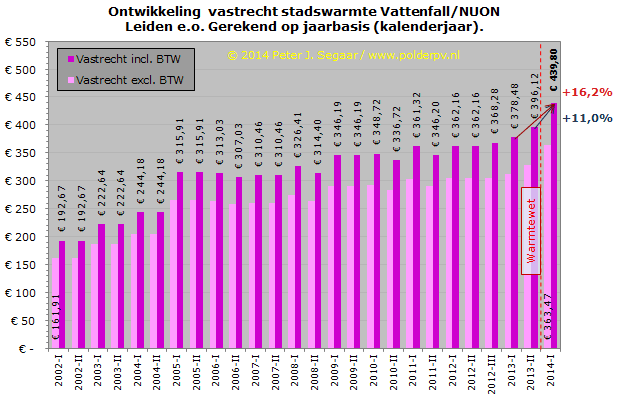 Ontwikkeling vastrecht stadswarmte Vattenfall/NUON
Leiden e.o. Gerekend op jaarbasis (kalenderjaar).
© 2014 Peter J. Segaar / www.polderpv.nl
Vastrecht incl. BTW
Vastrecht excl. BTW
€ 550
€ 500
€ 450
€ 400
€ 350
€ 300
€ 250
€ 200
€ 150
€ 100
€ 50
€ -
€ 161,91
€ 192,67
€ 192,67
€ 222,64
€ 222,64
€ 244,18
€ 244,18
€ 315,91
€ 315,91
€ 313,03
€ 307,03
€ 310,46
€ 310,46
€ 326,41
€ 314,40
€ 346,19
€ 346,19
€ 348,72
€ 336,72
€ 361,32
€ 346,20
€ 362,16
€ 362,16
€ 368,28
€ 378,48
€ 396,12
€ 439,80
€ 363,47
+16,2%
+11,0%
Warmtewet
2002-I
2002-II
2003-I
2003-II
2004-I
2004-II
2005-I
2005-II
2006-I
2006-II
2007-I
2007-II
2008-I
2008-II
2009-I
2009-II
2010-I
2010-II
2011-I
2011-II
2012-I
2012-II
2012-III
2013-I
2013-II
2014-I